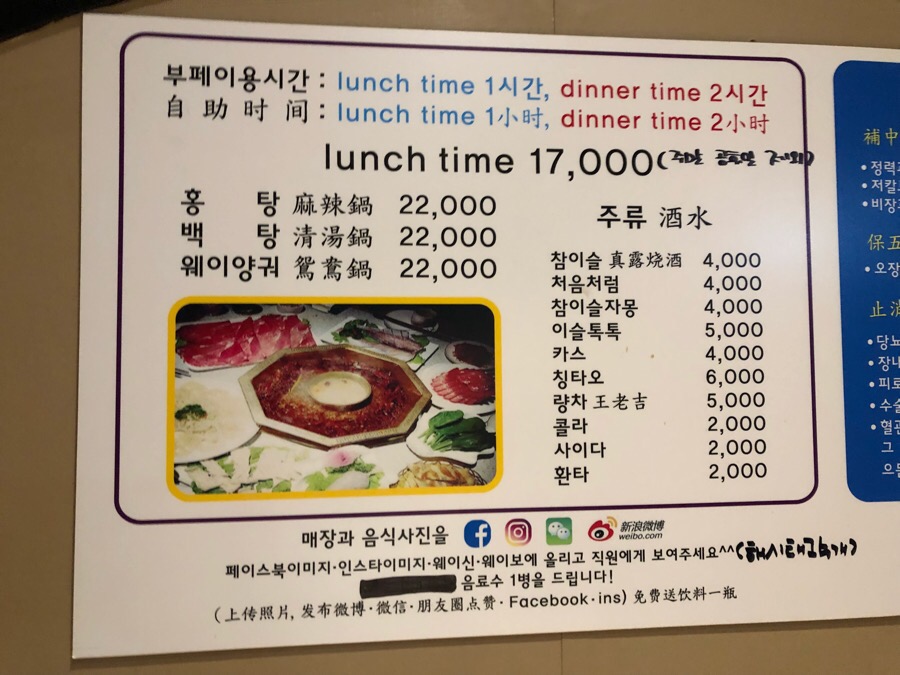 부페이용시간 : lunch time 1시간, dinner time 2시간
自 助 时 间 : lunch time 1小时, dinner time 2小时
lunch time 17,000 (주말 공휴일 제외)
홍 탕 麻辣鍋 22,000
백 탕 清湯鍋 22,000
웨이양궈 鴛鴦鍋 22,000
주류 酒水
참이슬 真露烧酒 4,000
처음처럼 4,000
참이슬자몽 4,000
이슬톡톡 5,000
카스 4,000
칭타오 6,000
량차 王老吉 5,000
콜라 2,000
사이다 2,000
환타 2,000
매장과 음식사진을 新浪微博 weibo.com
페이스북이미지·인스타이미지·웨이신·웨이보에 올리고 직원에게 보여주세요^^(해시태그
음료수 1병을 드립니다!
(上传照片, 发布微博·微信·朋友圈点赞·Facebook·ins) 免费送饮料一瓶
補中
• 정력
• 저칼
• 비장
保五
• 오장
止消
• 당뇨
• 장내
• 피로
• 수술
• 혈관
그
으뜸